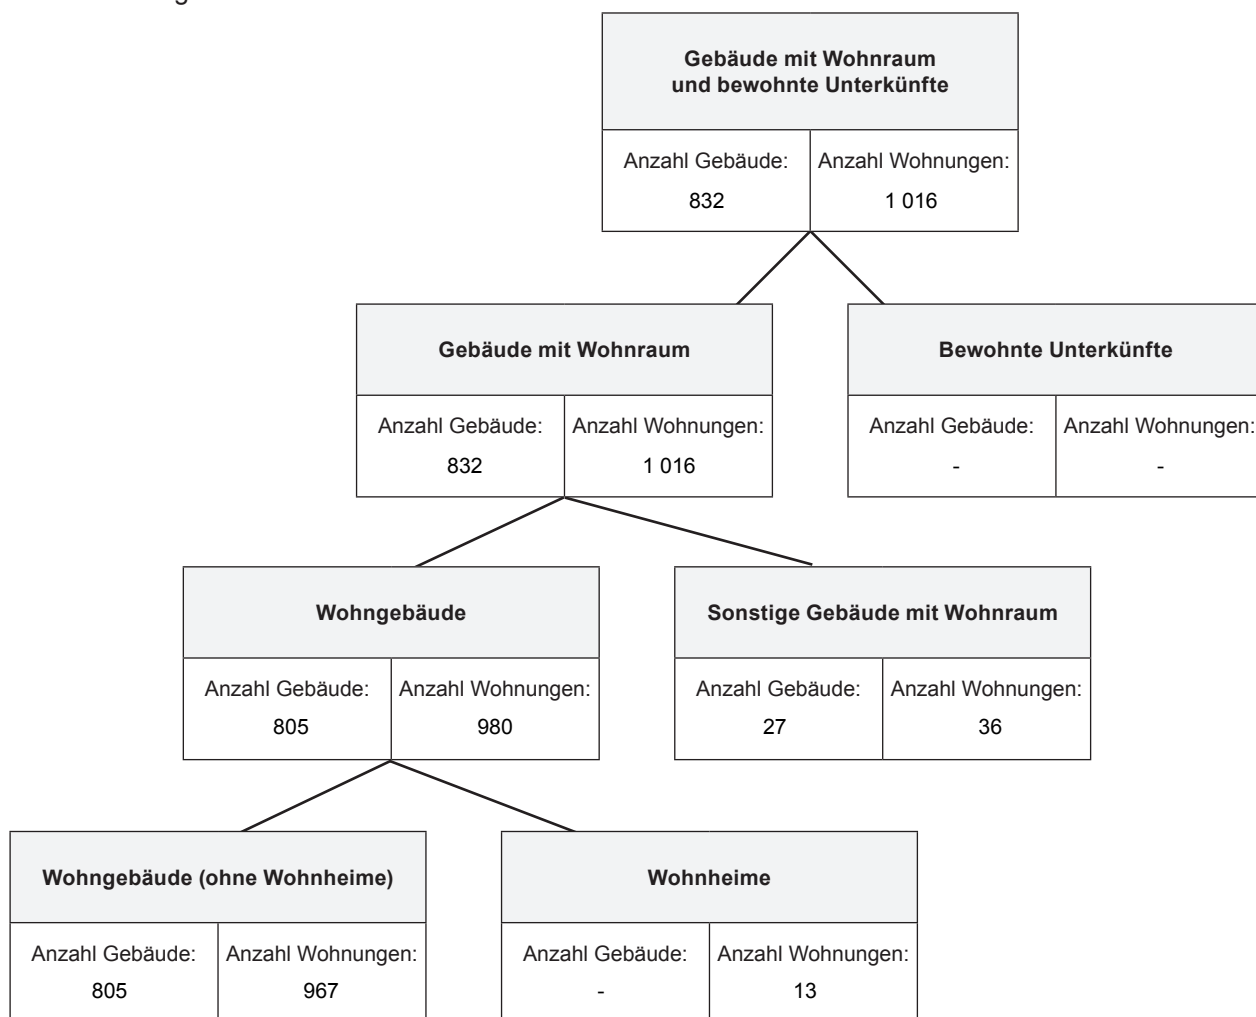 Gebäude mit Wohnraum
und bewohnte Unterkünfte
Anzahl Gebäude: Anzahl Wohnungen:
832 1 016
Gebäude mit Wohnraum
Anzahl Gebäude: Anzahl Wohnungen:
832 1 016
Bewohnte Unterkünfte
Anzahl Gebäude: Anzahl Wohnungen:
- -
Wohngebäude
Anzahl Gebäude: Anzahl Wohnungen:
805 980
Sonstige Gebäude mit Wohnraum
Anzahl Gebäude: Anzahl Wohnungen:
27 36
Wohngebäude (ohne Wohnheime)
Anzahl Gebäude: Anzahl Wohnungen:
805 967
Wohnheime
Anzahl Gebäude: Anzahl Wohnungen:
- 13